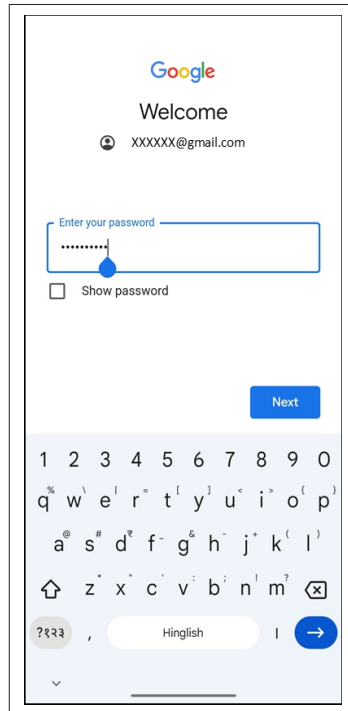 Google
Welcome
XXXXXX@gmail.com
Enter your password
••••••••••
Show password
Next
1 2 3 4 5 6 7 8 9 0
q% w\ e| r= t[ y] u< i> o{ p}
a@ s# d₹ f- g& h- j+ k( l)
z* x" c' v: b; n! m?
?१२३ , Hinglish |